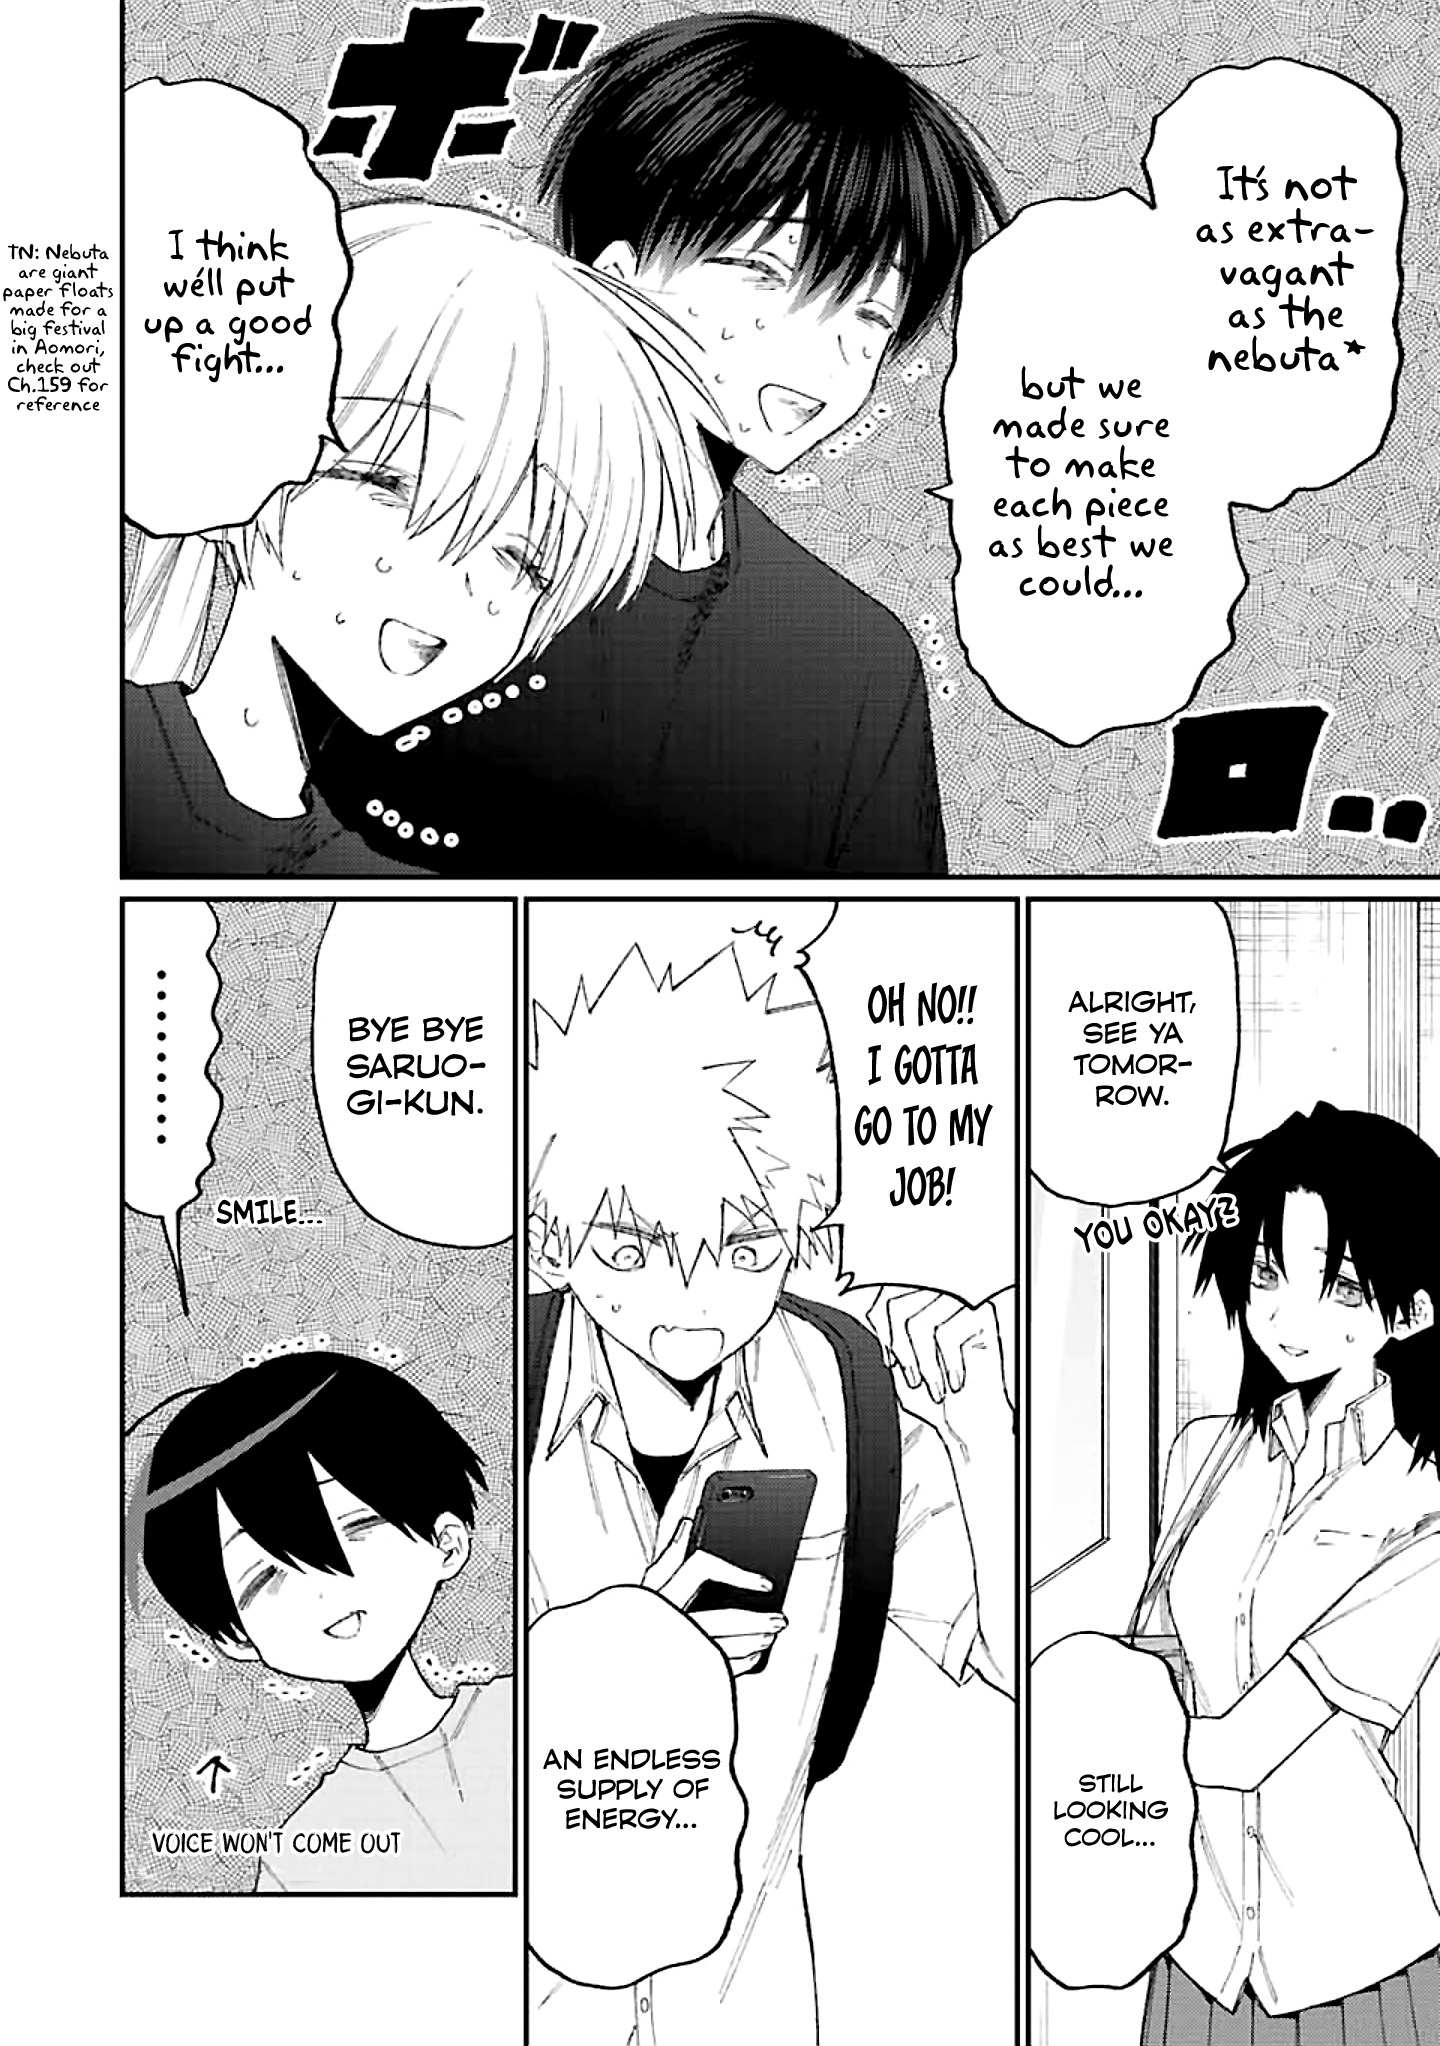 ボ
ロ...
It's not
as extra-
vagant
as the
nebuta*
but we
made sure
to make
each piece
as best we
could...
I think
we'll put
up a good
fight...
TN: Nebuta
are giant
paper floats
made for a
big festival
in Aomori,
check out
Ch.159 for
reference
ALRIGHT,
SEE YA
TOMOR-
ROW.
YOU OKAY?
STILL
LOOKING
COOL...
OH NO!!
I GOTTA
GO TO MY
JOB!
AN ENDLESS
SUPPLY OF
ENERGY...
BYE BYE
SARUO-
GI-KUN.
SMILE...
.........
VOICE WON'T COME OUT